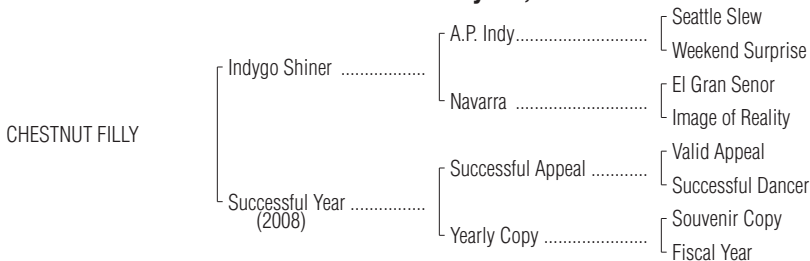 Seattle Slew
A.P. Indy
Weekend Surprise
Indygo Shiner
El Gran Senor
Navarra
Image of Reality
CHESTNUT FILLY
Valid Appeal
Successful Appeal
Successful Dancer
Successful Year
(2008)
Souvenir Copy
Yearly Copy
Fiscal Year